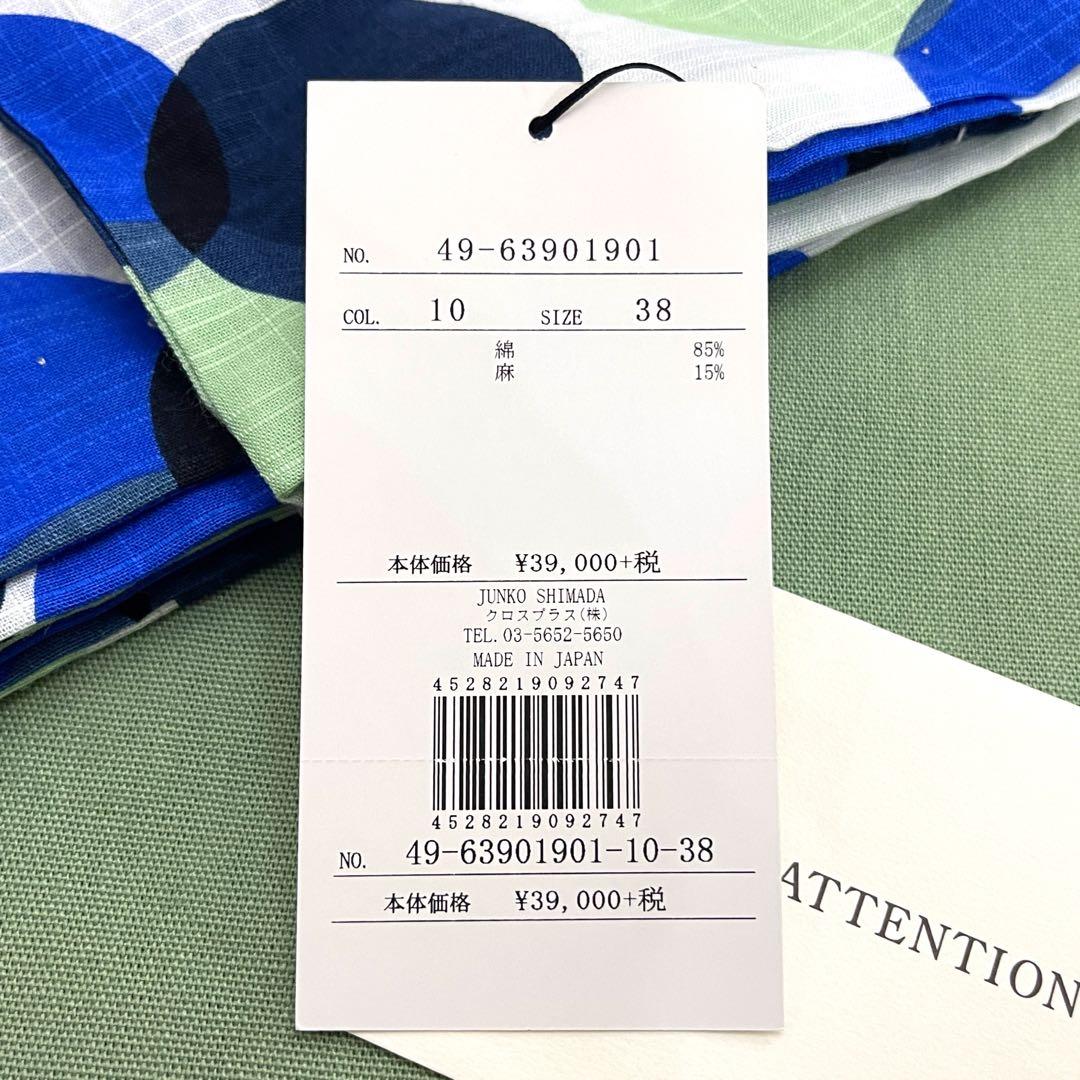 NO. 49-63901901
COL. 10 SIZE 38
綿 85%
麻 15%
本体価格 ¥39,000+税
JUNKO SHIMADA
クロスプラス(株)
TEL.03-5652-5650
MADE IN JAPAN
4528219092747
4528219092747
NO. 49-63901901-10-38
本体価格 ¥39,000+税
ATTENTION